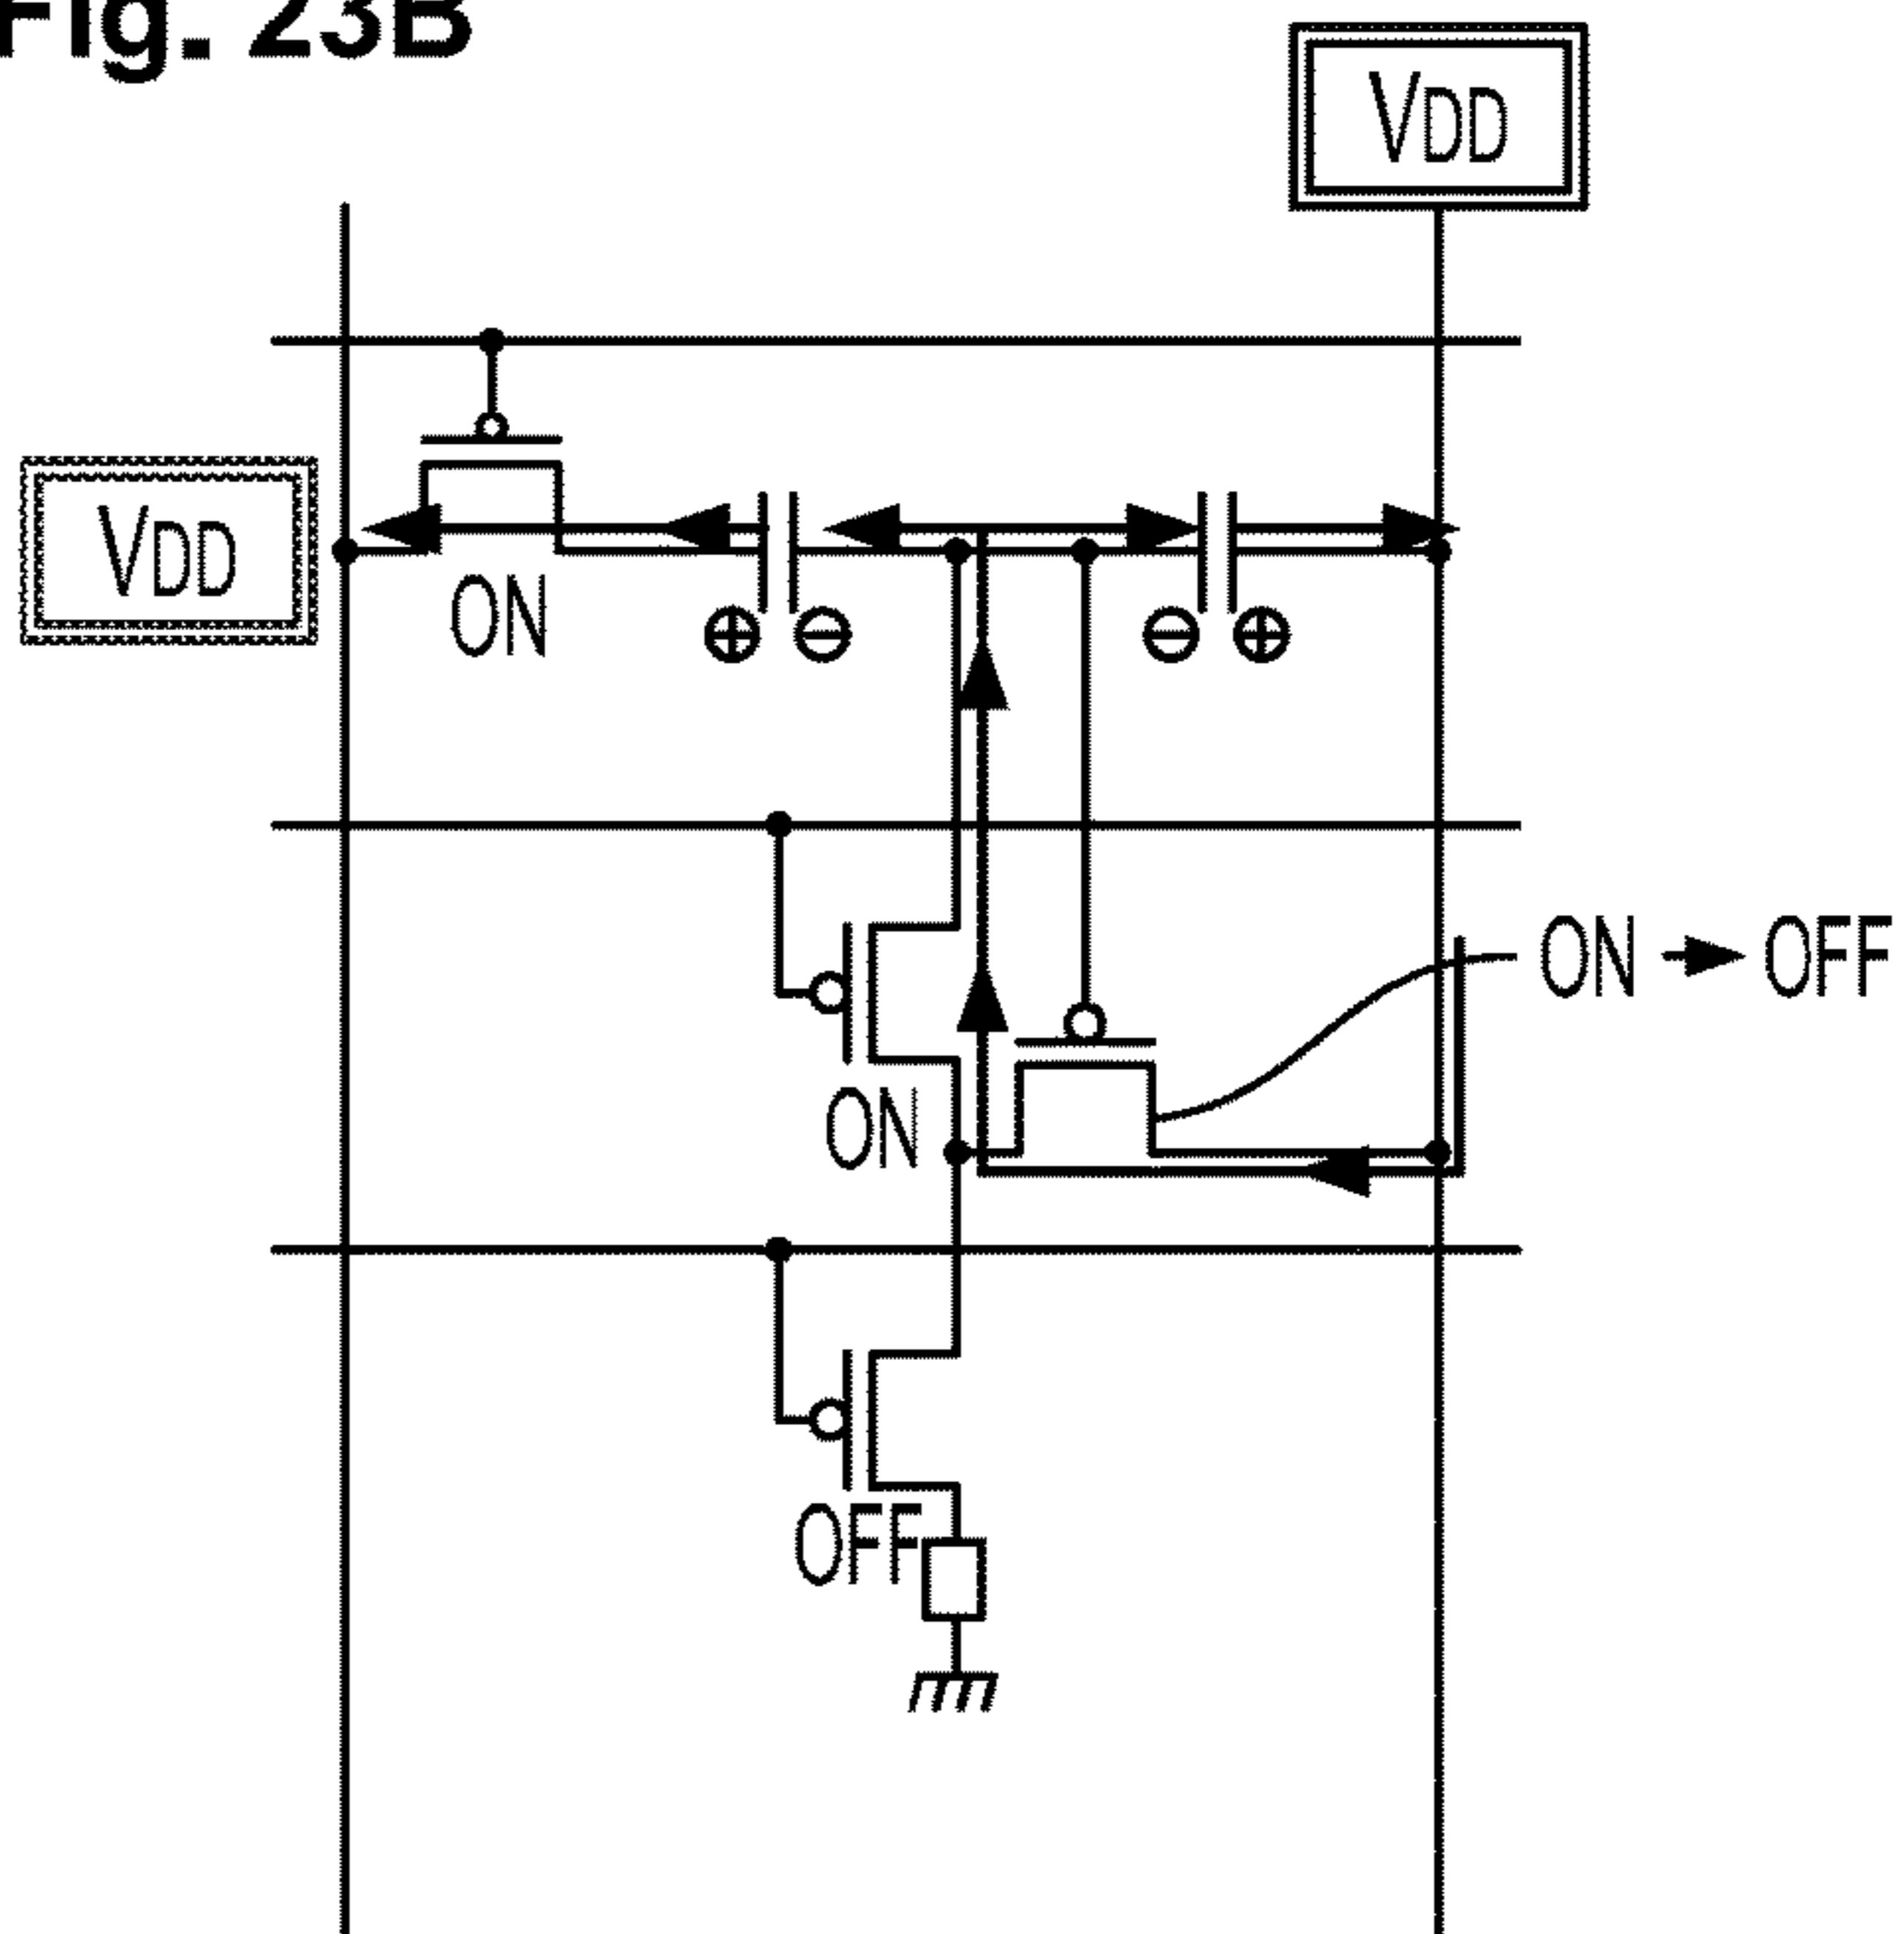 Fig. 23B
VDD
VDD
ON
⊕ ⊖ ⊖ ⊕
ON → OFF
ON
OFF